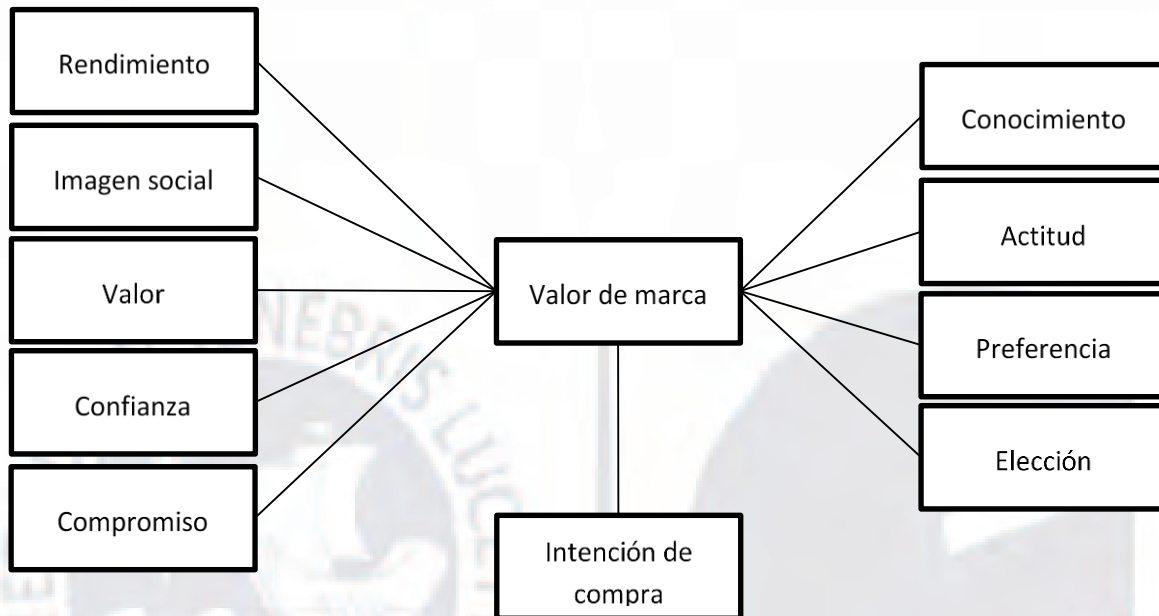 Rendimiento
Imagen social
Valor
Confianza
Compromiso
Valor de marca
Intención de
compra
Conocimiento
Actitud
Preferencia
Elección